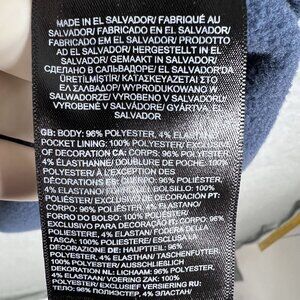 MADE IN EL SALVADOR/ FABRIQUÉ AU
SALVADOR/ FABRICADO EN EL SALVADOR/
FABRICADO EM EL SALVADOR/ PRODOTTO
AD EL SALVADOR/ HERGESTELLT IN EL
SALVADOR/ GEMAAKT IN SALVADOR/
СДЕЛАНО В САЛЬВАДОРЕ/ EL SALVADOR'DA
ÜRETİLMİŞTİR/ ΚΑΤΑΣΚΕΥΑΖΕΤΑΙ ΣΤΟ
ΕΛ ΣΑΛΒΑΔΟΡ/ WYPRODUKOWANO W
SALWADORZE/ VYROBENO V SALVADORU/
VYROBENÉ V SALVADORE/ GYÁRTVA, EL
SALVADOR
GB: BODY: 96% POLYESTER, 4% ELASTANE/
POCKET LINING: 100% POLYESTER/ EXCLUSIVE
OF DECORATION CA: CORPS: 96% POLYESTER,
4% ÉLASTHANNE/ DOUBLURE DE POCHE: 100%
POLYESTER/ À L'EXCEPTION DES
DÉCORATIONS ES: CUERPO: 96% POLIÉSTER,
4% ELASTANO/ FORRO DEL BOLSILLO: 100%
POLIÉSTER/ EXCLUSIVO DE DECORACIÓN PT:
CORPO: 96% POLIÉSTER, 4% ELASTANO/
FORRO DO BOLSO: 100% POLIÉSTER/
EXCLUSIVO PARA DECORAÇÃO IT: CORPO: 96%
POLIESTERE, 4% ELASTAN/ FODERA DELLA
TASCA: 100% POLIESTERE/ ESCLUSA LA
DECORAZIONE DE: HAUPTTEIL: 96%
POLYESTER, 4% ELASTHAN/ TASCHENFUTTER:
100% POLYESTER/ AUSSCHLIESSLICH
DEKORATION NL: LICHAAM: 96% POLYESTER,
4% ELASTAAN/ VOERING ZAK: 100%
POLYESTER/ EXCLUSIEF VERSIERING RU:
ТЕЛО: 96% ПОЛИЭСТЕР, 4% ЭЛАСТАН/